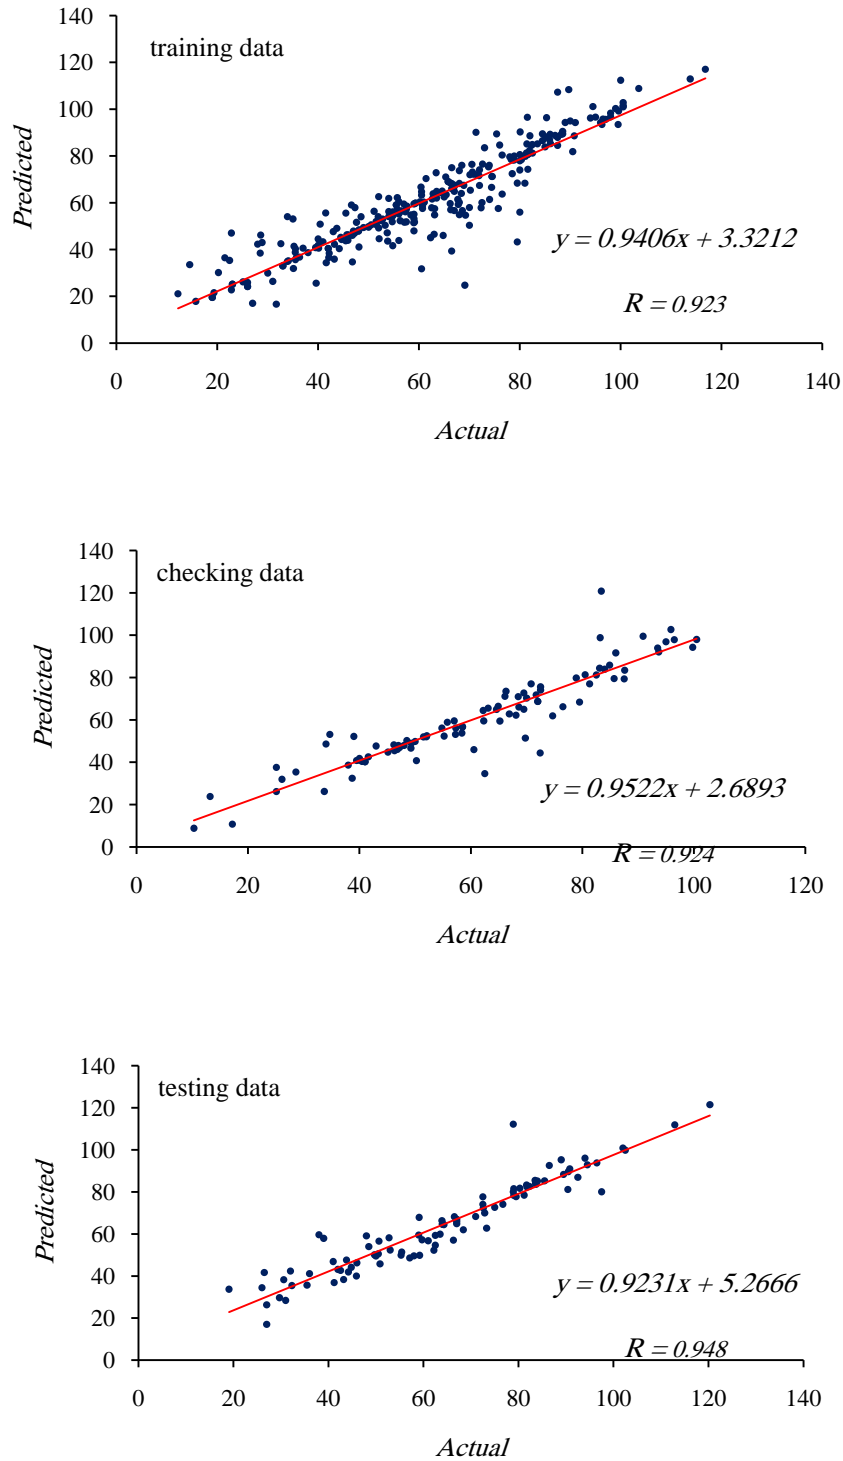 140
training data
120
100
80
60
40
20
0
Predicted
y = 0.9406x + 3.3212
R = 0.923
0 20 40 60 80 100 120 140
Actual
140
checking data
120
100
80
60
40
20
0
Predicted
y = 0.9522x + 2.6893
R = 0.924
0 20 40 60 80 100 120
Actual
140
testing data
120
100
80
60
40
20
0
Predicted
y = 0.9231x + 5.2666
R = 0.948
0 20 40 60 80 100 120 140
Actual